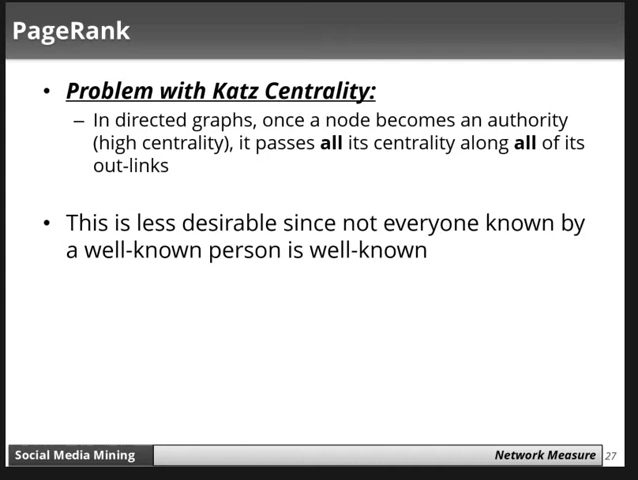 PageRank
• Problem with Katz Centrality:
– In directed graphs, once a node becomes an authority
(high centrality), it passes all its centrality along all of its
out-links
• This is less desirable since not everyone known by
a well-known person is well-known
Social Media Mining
Network Measure 27